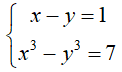 x − y = 1
x³ − y³ = 7